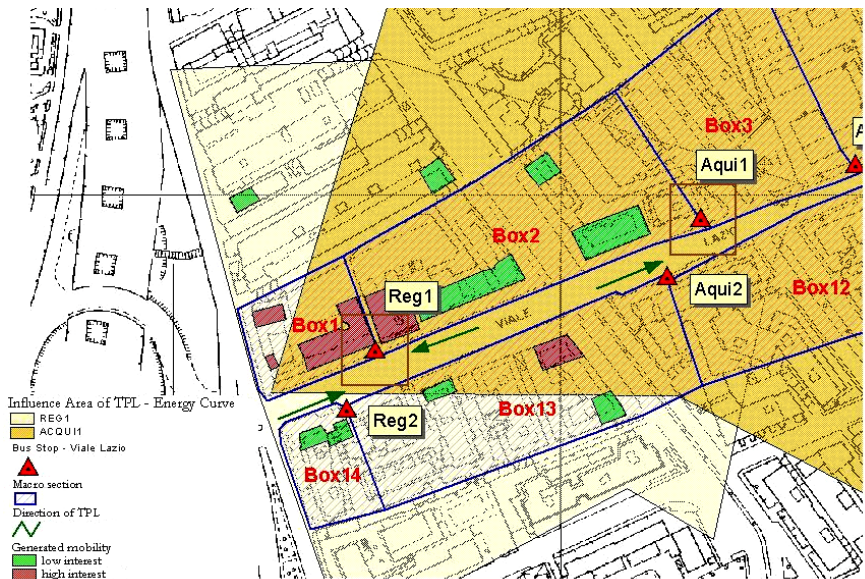 Box3
A
Aqui1
LAZI
Box2
Aqui2
Box12
Reg1
Box1
VIALE
Influence Area of TPL - Energy Curve
REG1
ACQUI1
Bus Stop - Viale Lazio
Reg2
Box13
Box14
Macro section
Direction of TPL
Generated mobility
low interest
high interest